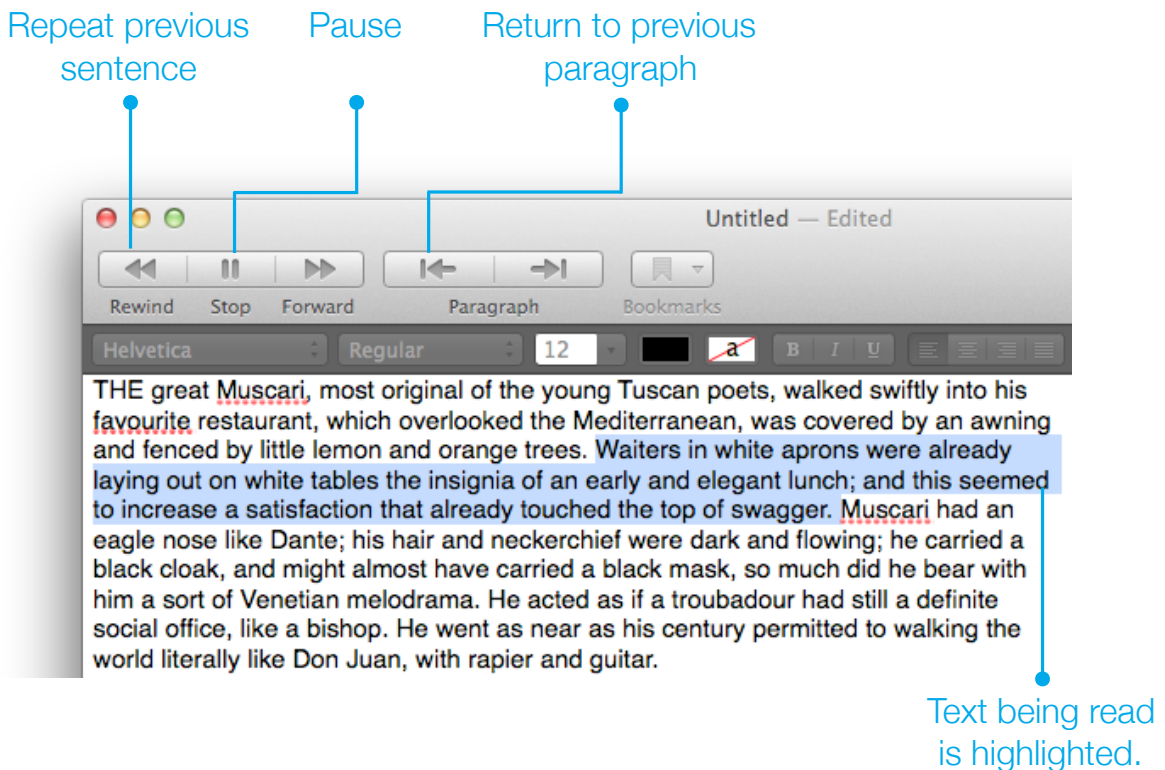 Repeat previous
sentence
Pause
Return to previous
paragraph
Untitled — Edited
Rewind Stop Forward Paragraph Bookmarks
Helvetica Regular 12 a B I U
THE great Muscari, most original of the young Tuscan poets, walked swiftly into his
favourite restaurant, which overlooked the Mediterranean, was covered by an awning
and fenced by little lemon and orange trees. Waiters in white aprons were already
laying out on white tables the insignia of an early and elegant lunch; and this seemed
to increase a satisfaction that already touched the top of swagger. Muscari had an
eagle nose like Dante; his hair and neckerchief were dark and flowing; he carried a
black cloak, and might almost have carried a black mask, so much did he bear with
him a sort of Venetian melodrama. He acted as if a troubadour had still a definite
social office, like a bishop. He went as near as his century permitted to walking the
world literally like Don Juan, with rapier and guitar.
Text being read
is highlighted.